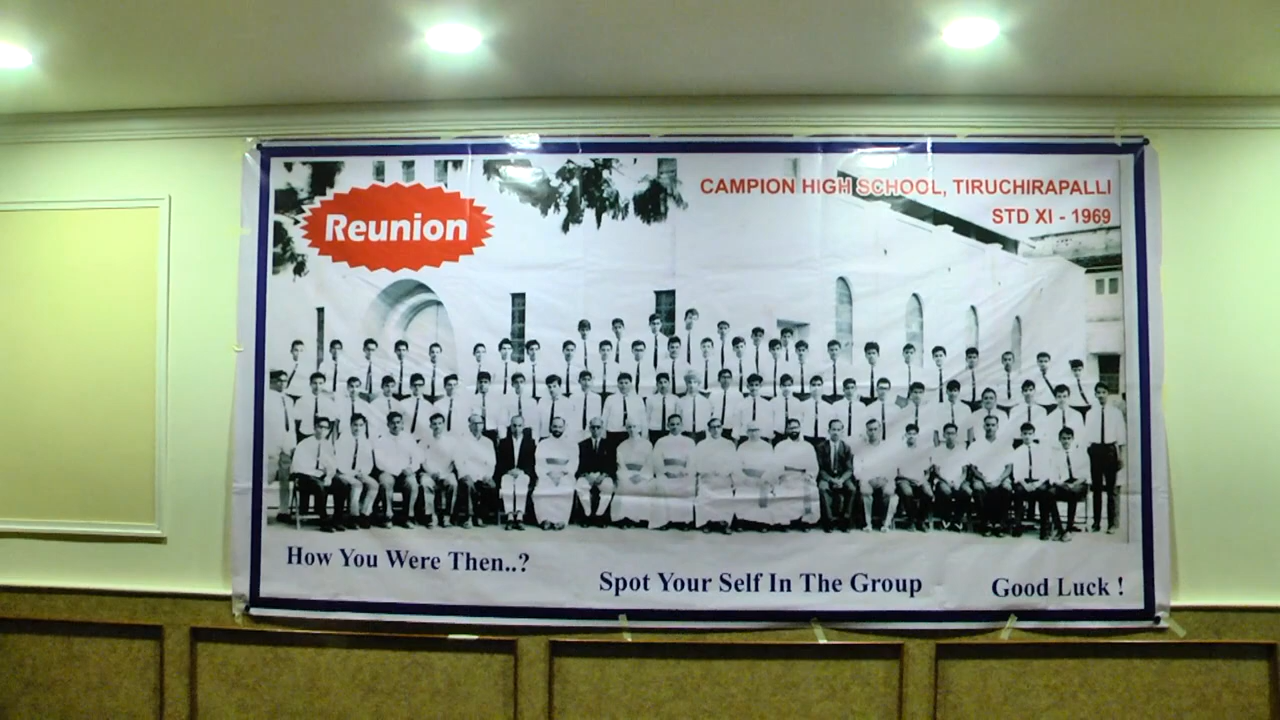 Reunion
CAMPION HIGH SCHOOL, TIRUCHIRAPALLI
STD XI - 1969
How You Were Then..?
Spot Your Self In The Group
Good Luck !